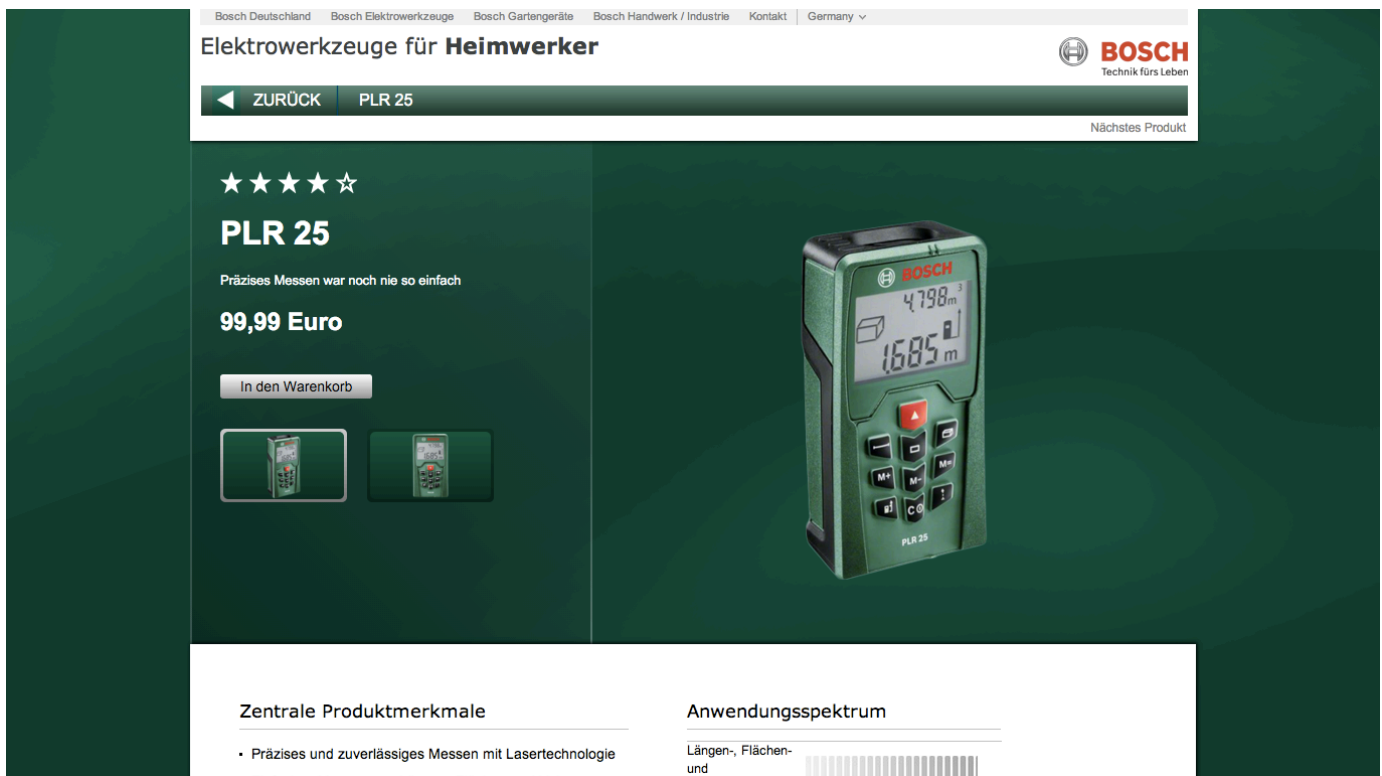 Bosch Deutschland Bosch Elektrowerkzeuge Bosch Gartengeräte Bosch Handwerk / Industrie Kontakt Germany
Elektrowerkzeuge für Heimwerker
BOSCH
Technik fürs Leben
ZURÜCK PLR 25
Nächstes Produkt
PLR 25
Präzises Messen war noch nie so einfach
99,99 Euro
In den Warenkorb
BOSCH
4,798 m³
1,685 m
M+ M- M=
C
PLR 25
Zentrale Produktmerkmale
• Präzises und zuverlässiges Messen mit Lasertechnologie
Anwendungsspektrum
Längen-, Flächen-
und